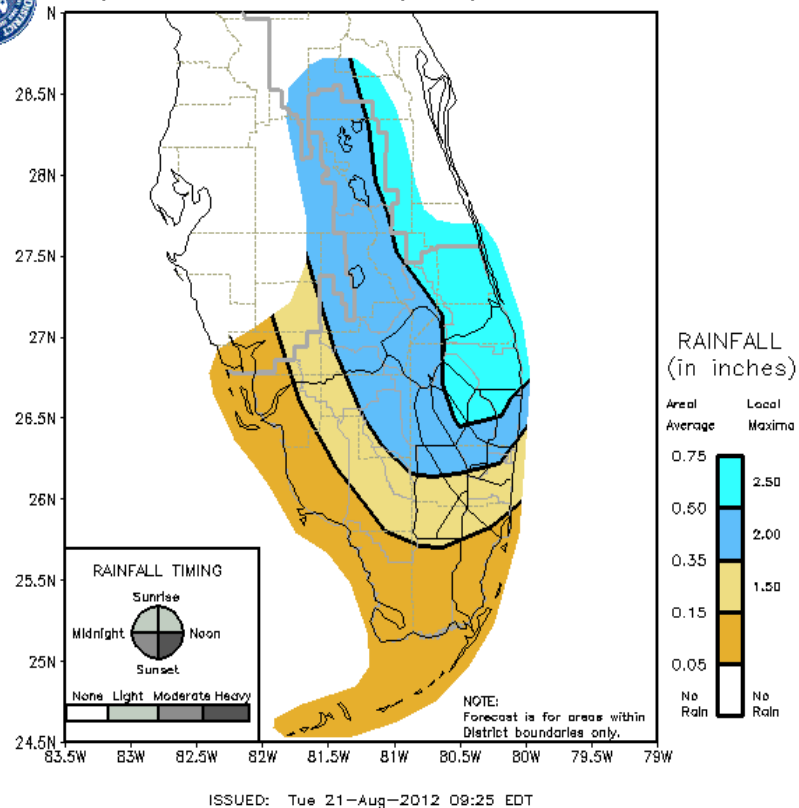 DISTRICT
N
28.5N
28N
27.5N
27N
26.5N
26N
25.5N
25N
24.5N
83.5W 83W 82.5W 82W 81.5W 81W 80.5W 80W 79.5W 79W
RAINFALL
(in inches)
Areal Local
Average Maxima
0.75
2.50
0.50
2.00
0.35
1.50
0.15
0.05
No No
Rain Rain
RAINFALL TIMING
Sunrise
Midnight Noon
Sunset
None Light Moderate Heavy
NOTE:
Forecast is for areas within
District boundaries only.
ISSUED: Tue 21-Aug-2012 09:25 EDT